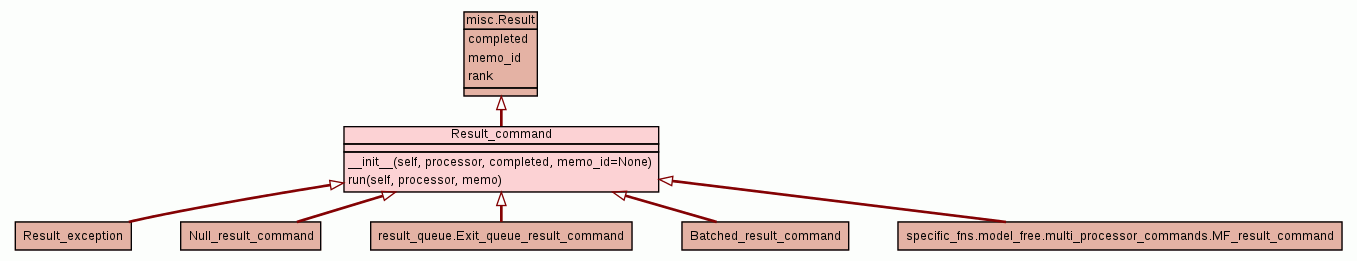 misc.Result
completed
memo_id
rank
Result_command
__init__(self, processor, completed, memo_id=None)
run(self, processor, memo)
Result_exception
Null_result_command
result_queue.Exit_queue_result_command
Batched_result_command
specific_fns.model_free.multi_processor_commands.MF_result_command